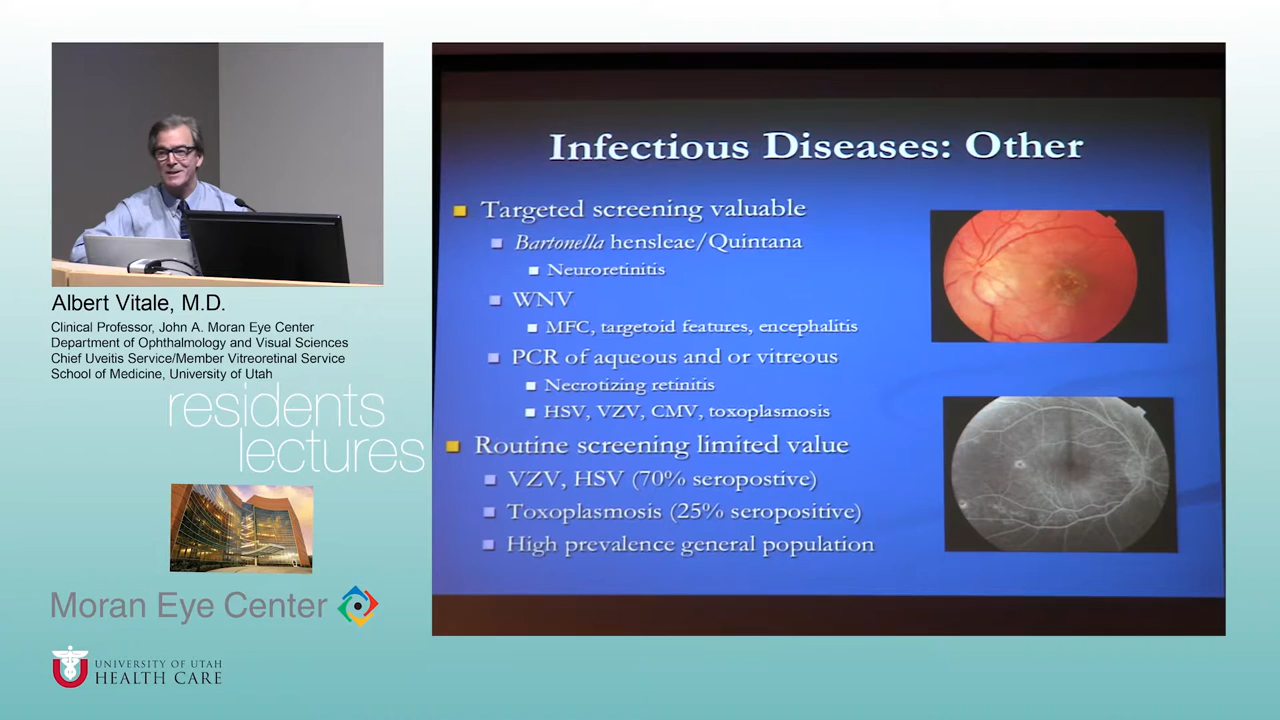 Albert Vitale, M.D.
Clinical Professor, John A. Moran Eye Center
Department of Ophthalmology and Visual Sciences
Chief Uveitis Service/Member Vitreoretinal Service
School of Medicine, University of Utah
residents
lectures
Moran Eye Center
UNIVERSITY OF UTAH
HEALTH CARE
Infectious Diseases: Other
Targeted screening valuable
Bartonella hensleae/Quintana
Neuroretinitis
WNV
MFC, targetoid features, encephalitis
PCR of aqueous and or vitreous
Necrotizing retinitis
HSV, VZV, CMV, toxoplasmosis
Routine screening limited value
VZV, HSV (70% seropostive)
Toxoplasmosis (25% seropositive)
High prevalence general population